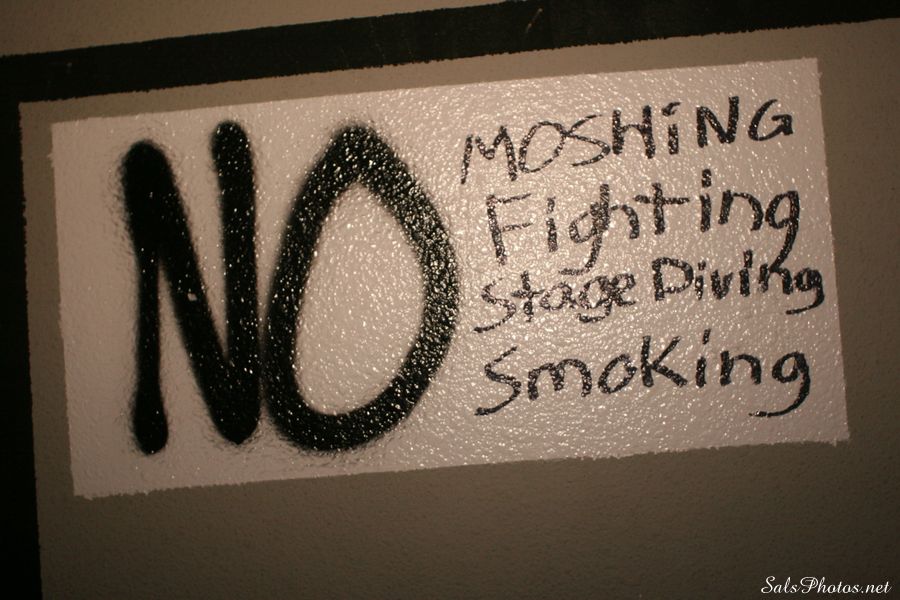 NO
MOSHiNG
Fighting
Stage Diving
Smoking
SalsPhotos.net